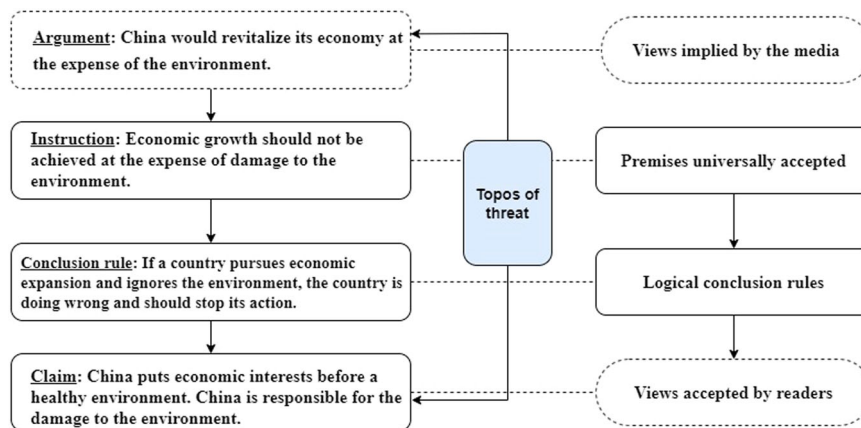 Argument: China would revitalize its economy at
the expense of the environment.
Views implied by the media
Instruction: Economic growth should not be
achieved at the expense of damage to the
environment.
Topos of
threat
Premises universally accepted
Conclusion rule: If a country pursues economic
expansion and ignores the environment, the country is
doing wrong and should stop its action.
Logical conclusion rules
Claim: China puts economic interests before a
healthy environment. China is responsible for the
damage to the environment.
Views accepted by readers